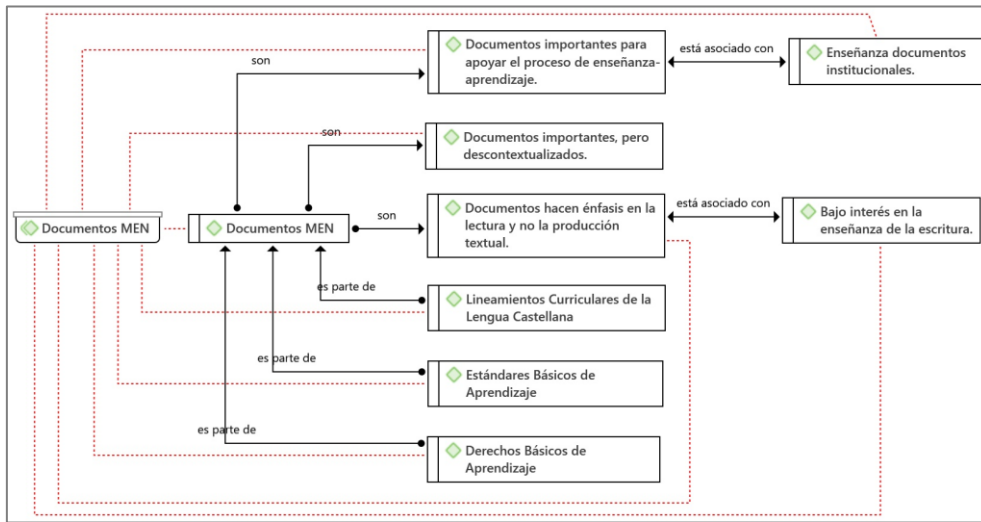 Documentos importantes para
apoyar el proceso de enseñanza-
aprendizaje.
son
está asociado con
Enseñanza documentos
institucionales.
son
Documentos importantes, pero
descontextualizados.
Documentos MEN
Documentos MEN
son
Documentos hacen énfasis en la
lectura y no la producción
textual.
está asociado con
Bajo interés en la
enseñanza de la escritura.
es parte de
Lineamientos Curriculares de la
Lengua Castellana
es parte de
Estándares Básicos de
Aprendizaje
es parte de
Derechos Básicos de
Aprendizaje